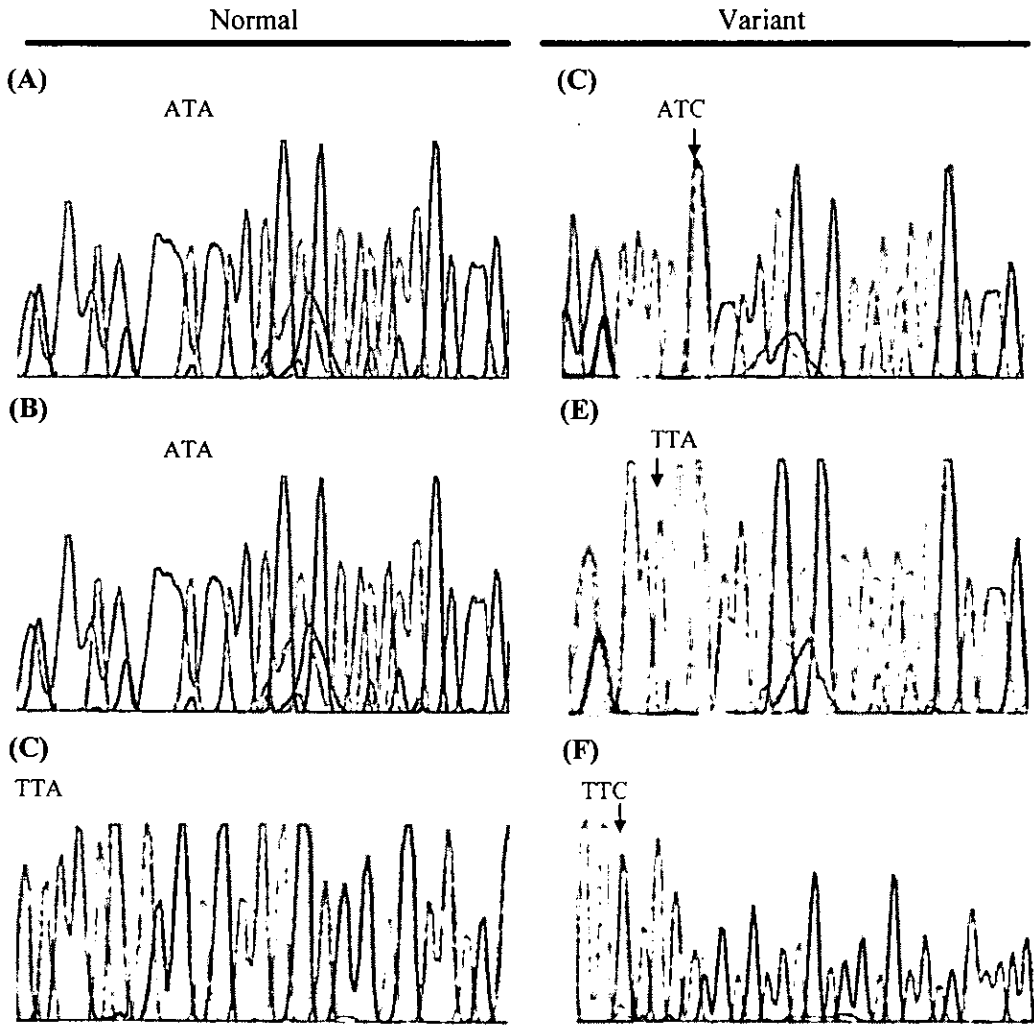 Normal Variant
(A) (C)
ATA ATC
(B) (E)
ATA TTA
(C) (F)
TTA TTC